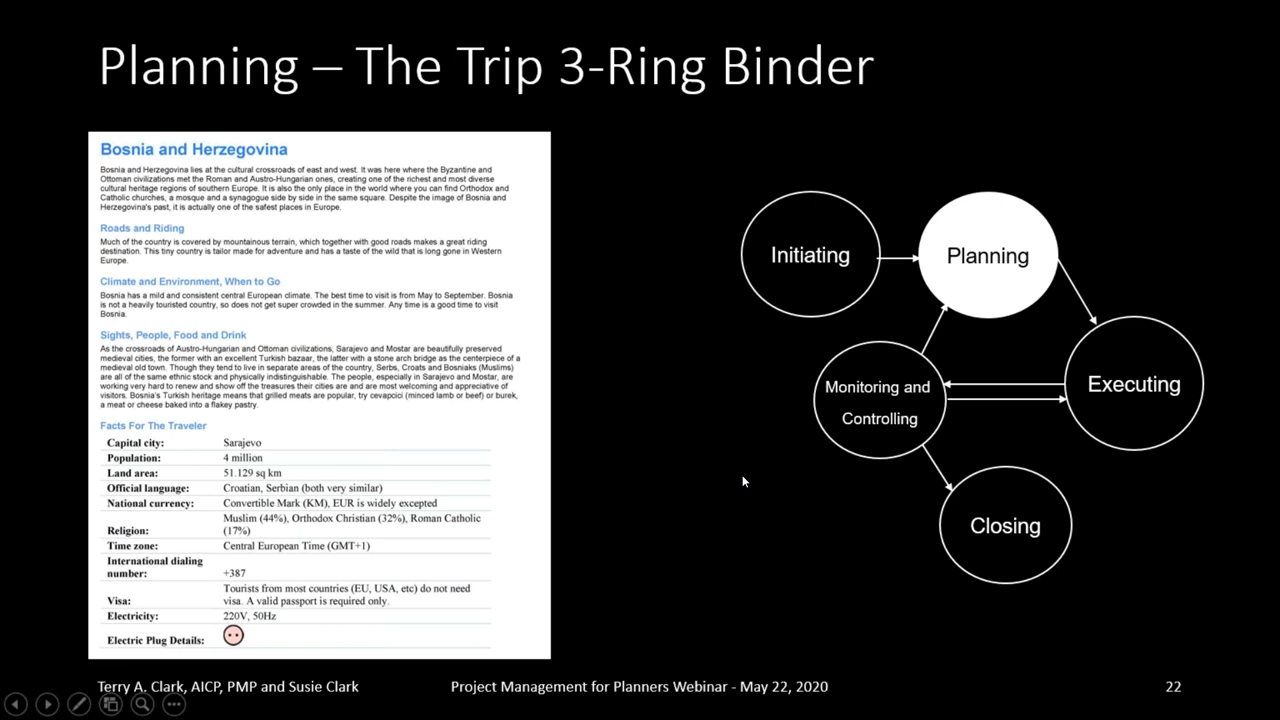 Planning – The Trip 3-Ring Binder
Bosnia and Herzegovina
Bosnia and Herzegovina lies at the cultural crossroads of east and west. It was here where the Byzantine and
Ottoman civilizations met the Roman and Austro-Hungarian ones, creating one of the richest and most diverse
cultural heritage regions of southern Europe. It is also the only place in the world where you can find Orthodox and
Catholic churches, a mosque and a synagogue side by side in the same square. Despite the image of Bosnia and
Herzegovina's past, it is actually one of the safest places in Europe.
Roads and Riding
Much of the country is covered by mountainous terrain, which together with good roads makes a great riding
destination. This tiny country is tailor made for adventure and has a taste of the wild that is long gone in Western
Europe.
Climate and Environment, When to Go
Bosnia has a mild and consistent central European climate. The best time to visit is from May to September. Bosnia
is not a heavily touristed country, so does not get super crowded in the summer. Any time is a good time to visit
Bosnia.
Sights, People, Food and Drink
As the crossroads of Austro-Hungarian and Ottoman civilizations, Sarajevo and Mostar are beautifully preserved
medieval cities, the former with an excellent Turkish bazaar, the latter with a stone arch bridge as the centerpiece of a
medieval old town. Though they tend to live in separate areas of the country, Serbs, Croats and Bosniaks (Muslims)
are all of the same ethnic stock and physically indistinguishable. The people, especially in Sarajevo and Mostar, are
working very hard to renew and show off the treasures their cities are and are most welcoming and appreciative of
visitors. Bosnia's Turkish heritage means that grilled meats are popular, try cevapcici (minced lamb or beef) or burek,
a meat or cheese baked into a flakey pastry.
Facts For The Traveler
Capital city: Sarajevo
Population: 4 million
Land area: 51.129 sq km
Official language: Croatian, Serbian (both very similar)
National currency: Convertible Mark (KM), EUR is widely excepted
Muslim (44%), Orthodox Christian (32%), Roman Catholic
Religion: (17%)
Time zone: Central European Time (GMT+1)
International dialing
number: +387
Tourists from most countries (EU, USA, etc) do not need
Visa: visa. A valid passport is required only.
Electricity: 220V, 50Hz
Electric Plug Details:
Initiating
Planning
Monitoring and
Controlling
Executing
Closing
Terry A. Clark, AICP, PMP and Susie Clark
Project Management for Planners Webinar - May 22, 2020
22